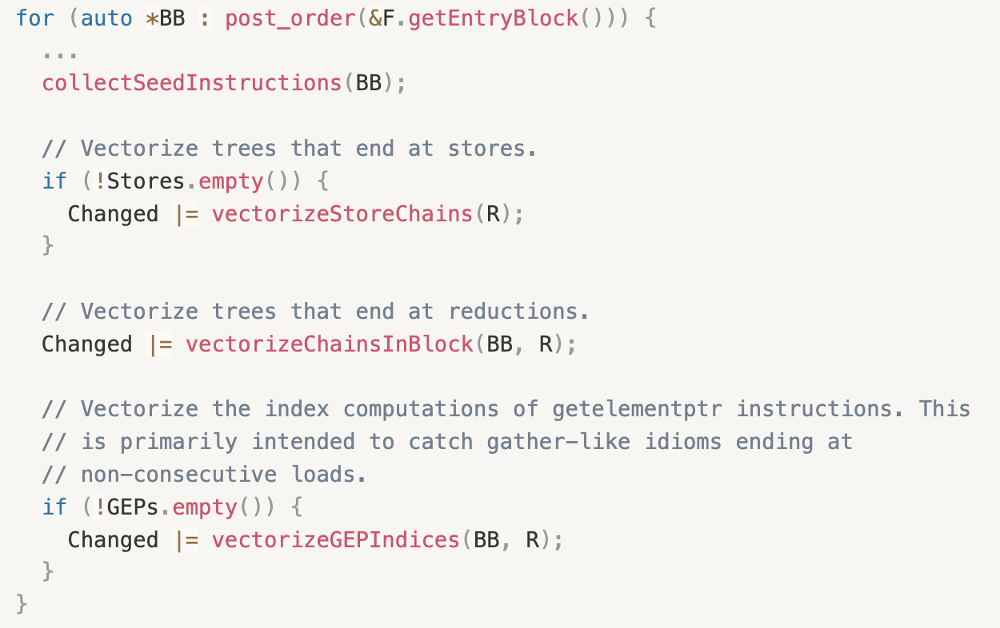 for (auto *BB : post_order(&F.getEntryBlock())) {
  ...
  collectSeedInstructions(BB);

  // Vectorize trees that end at stores.
  if (!Stores.empty()) {
    Changed |= vectorizeStoreChains(R);
  }

  // Vectorize trees that end at reductions.
  Changed |= vectorizeChainsInBlock(BB, R);

  // Vectorize the index computations of getelementptr instructions. This
  // is primarily intended to catch gather-like idioms ending at
  // non-consecutive loads.
  if (!GEPs.empty()) {
    Changed |= vectorizeGEPIndices(BB, R);
  }
}